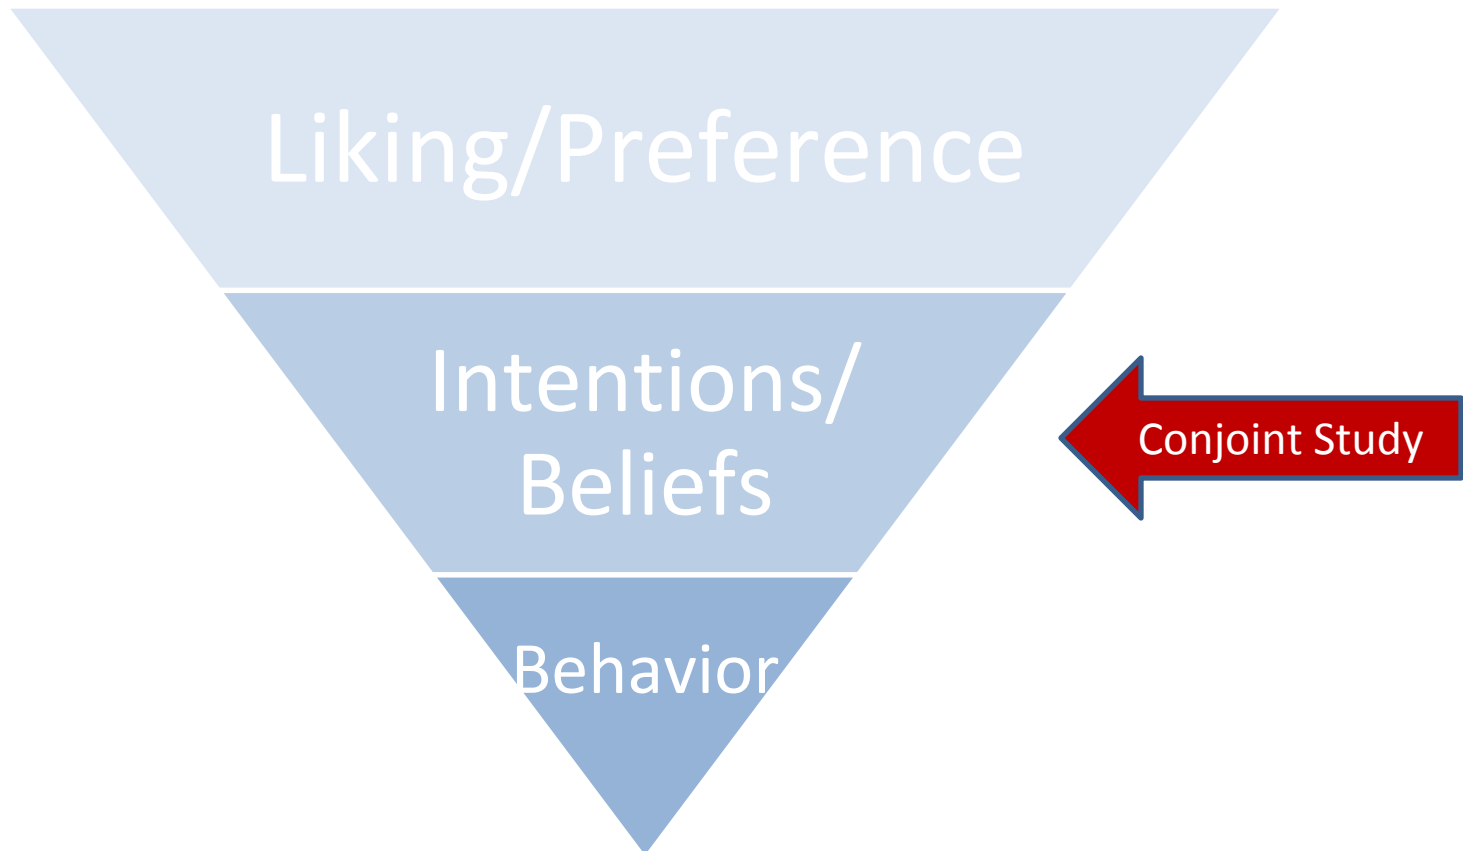 Liking/Preference
Intentions/
Beliefs
Conjoint Study
Behavior